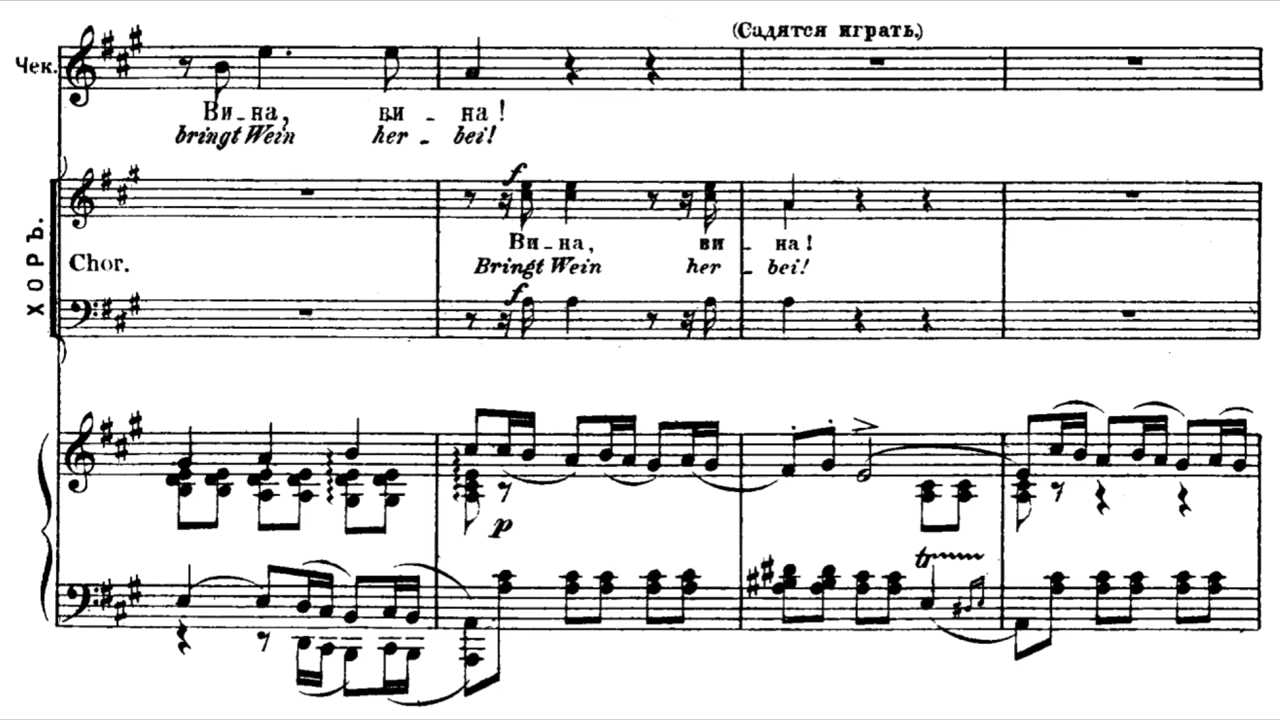 (Садятся играть.)
Чек.
Ви-на, ви - на!
bringt Wein her - bei!
f
Ви-на, ви - на!
ХОРЪ.
Chor.
Bringt Wein her - bei!
f
p
tr